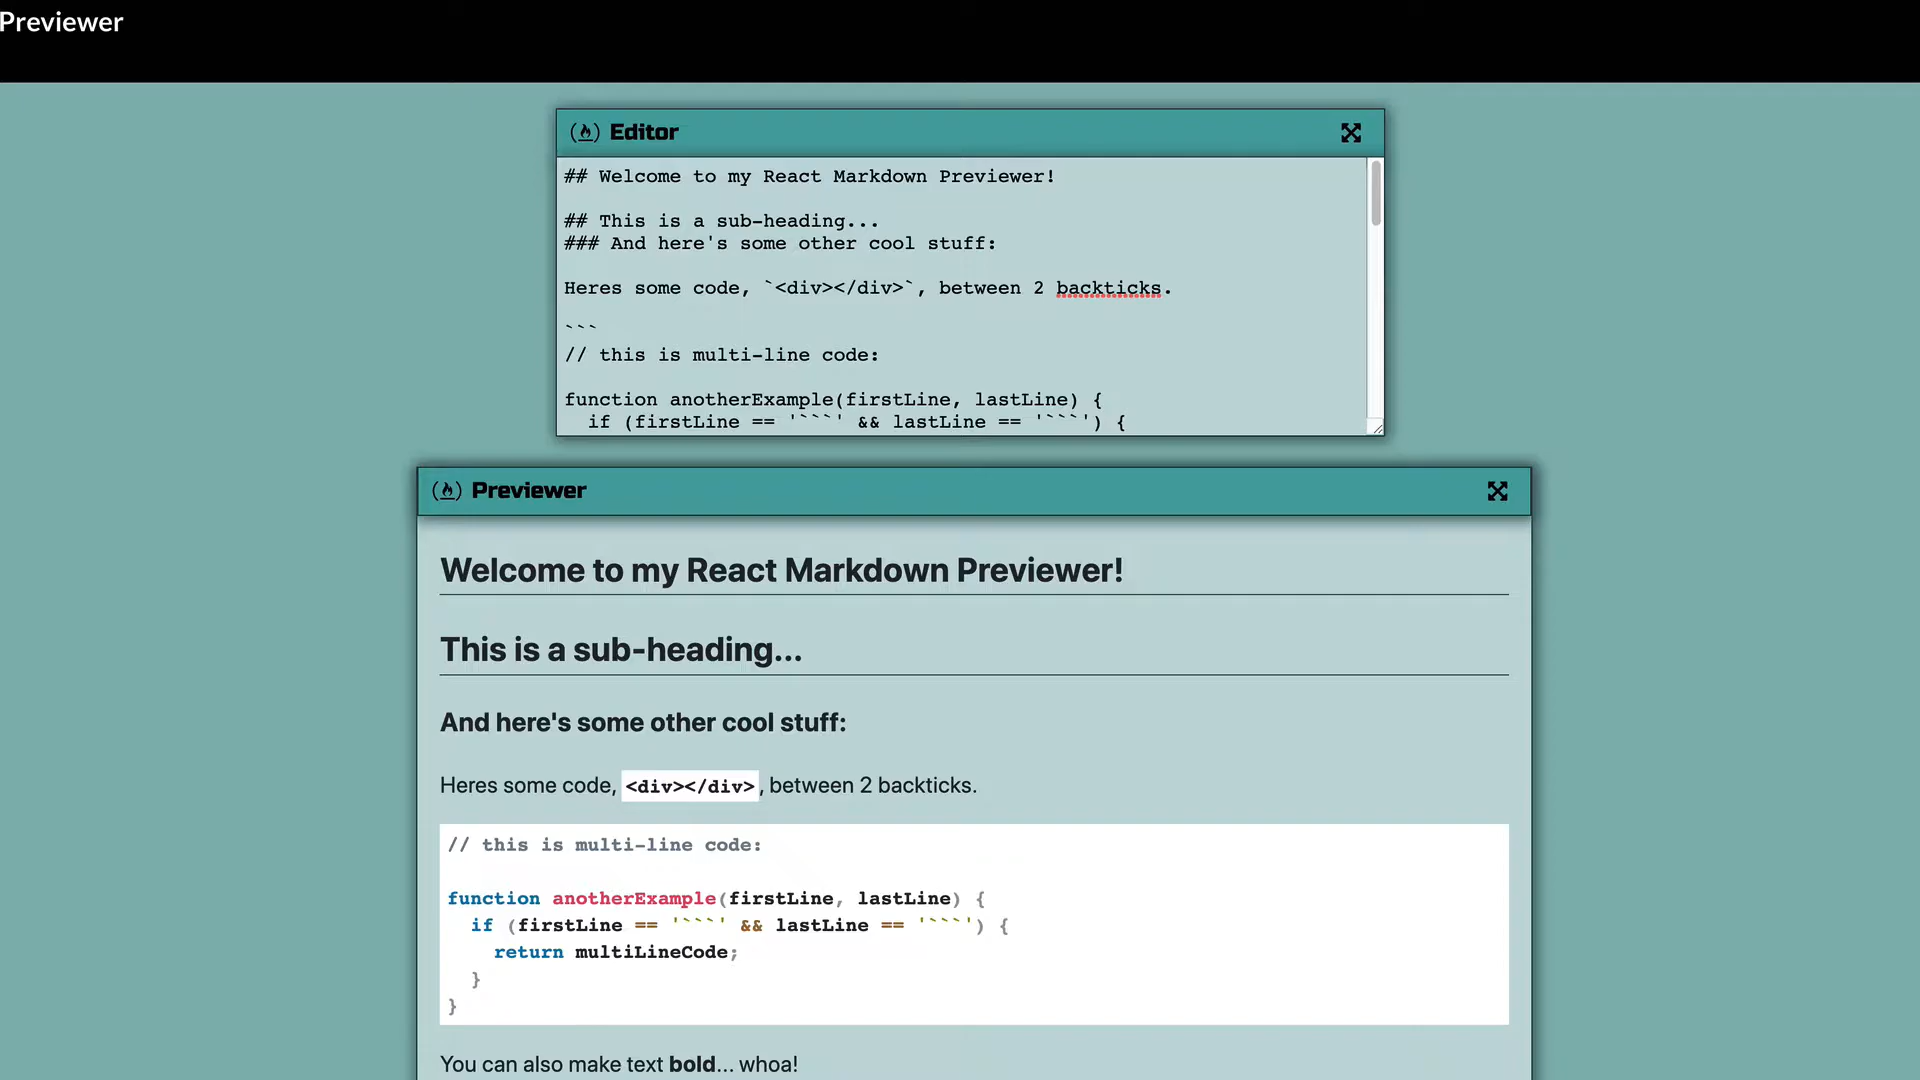 Previewer
Editor
## Welcome to my React Markdown Previewer!
## This is a sub-heading...
### And here's some other cool stuff:
Heres some code, `<div></div>`, between 2 backticks.
```
// this is multi-line code:
function anotherExample(firstLine, lastLine) {
  if (firstLine == '```' && lastLine == '```') {
Previewer
Welcome to my React Markdown Previewer!
This is a sub-heading...
And here's some other cool stuff:
Heres some code, <div></div>, between 2 backticks.
// this is multi-line code:
function anotherExample(firstLine, lastLine) {
  if (firstLine == '```' && lastLine == '```') {
    return multiLineCode;
  }
}
You can also make text bold... whoa!